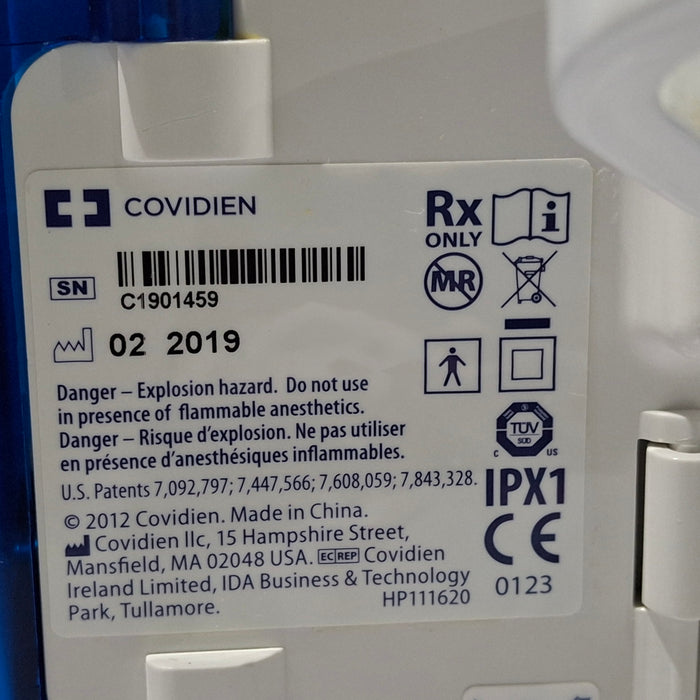 COVIDIEN
Rx
ONLY
i
SN
C1901459
MR
02 2019
Danger – Explosion hazard. Do not use
in presence of flammable anesthetics.
Danger – Risque d'explosion. Ne pas utiliser
en présence d'anesthésiques inflammables.
U.S. Patents 7,092,797; 7,447,566; 7,608,059; 7,843,328.
© 2012 Covidien. Made in China.
Covidien llc, 15 Hampshire Street,
Mansfield, MA 02048 USA. EC REP Covidien
Ireland Limited, IDA Business & Technology
Park, Tullamore.
HP111620
TÜV
SÜD
C US
IPX1
CE
0123